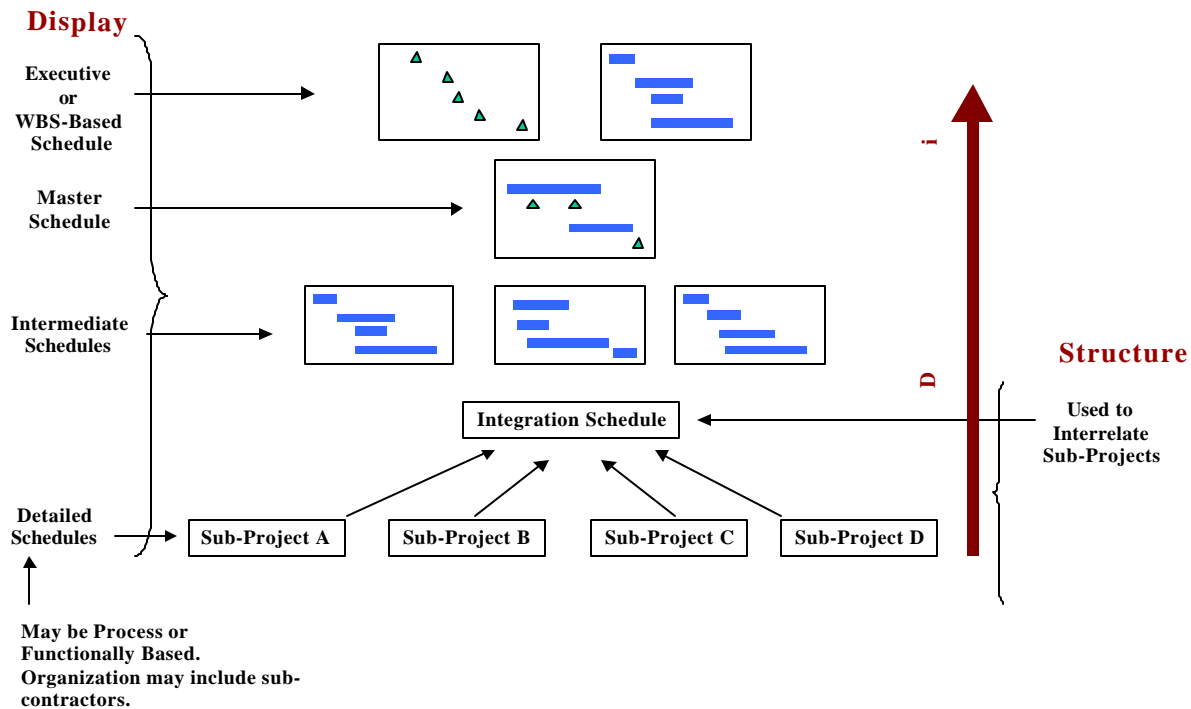 Display
Executive
or
WBS-Based
Schedule
Master
Schedule
Intermediate
Schedules
i
D
Structure
Integration Schedule
Used to
Interrelate
Sub-Projects
Detailed
Schedules
Sub-Project A
Sub-Project B
Sub-Project C
Sub-Project D
May be Process or
Functionally Based.
Organization may include sub-
contractors.